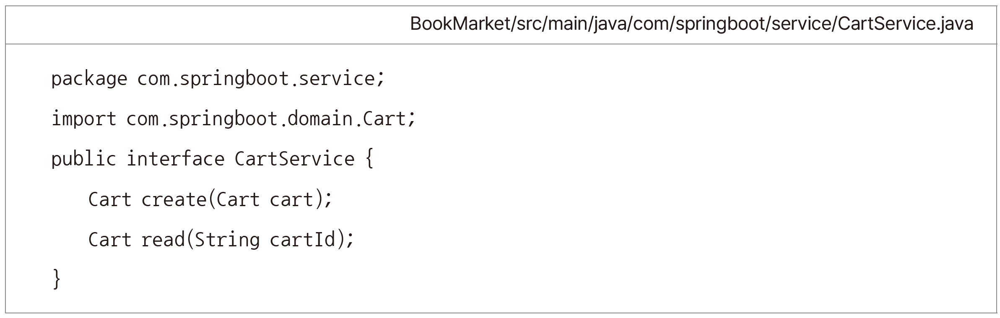 BookMarket/src/main/java/com/springboot/service/CartService.java
package com.springboot.service;
import com.springboot.domain.Cart;
public interface CartService {
Cart create(Cart cart);
Cart read(String cartId);
}